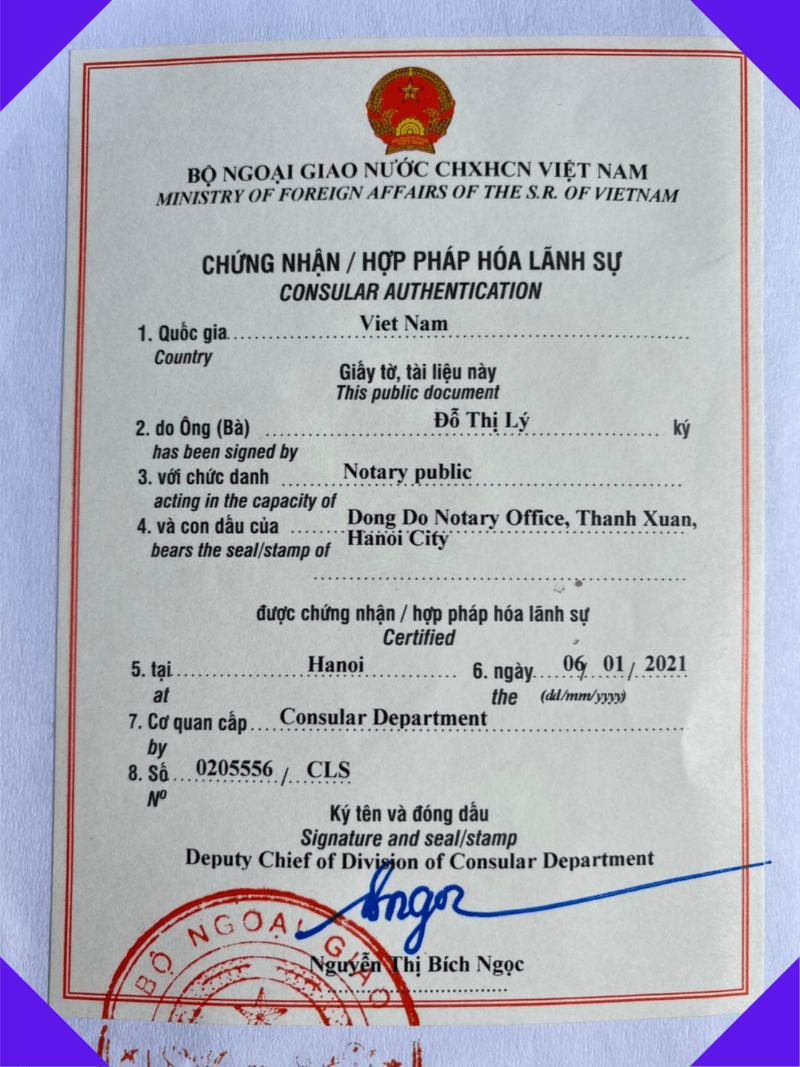 BỘ NGOẠI GIAO NƯỚC CHXHCN VIỆT NAM
MINISTRY OF FOREIGN AFFAIRS OF THE S.R. OF VIETNAM
CHỨNG NHẬN / HỢP PHÁP HÓA LÃNH SỰ
CONSULAR AUTHENTICATION
1. Quốc gia Viet Nam
Country
Giấy tờ, tài liệu này
This public document
2. do Ông (Bà) Đỗ Thị Lý ký
has been signed by
3. với chức danh Notary public
acting in the capacity of
4. và con dấu của Dong Do Notary Office, Thanh Xuan,
bears the seal/stamp of Hanoi City
được chứng nhận / hợp pháp hóa lãnh sự
Certified
5. tại Hanoi 6. ngày 06/ 01 / 2021
at the (dd/mm/yyyy)
7. Cơ quan cấp Consular Department
by
8. Số 0205556 / CLS
Nº
Ký tên và đóng dấu
Signature and seal/stamp
Deputy Chief of Division of Consular Department
Nguyễn Thị Bích Ngọc
BỘ NGOẠI GIAO